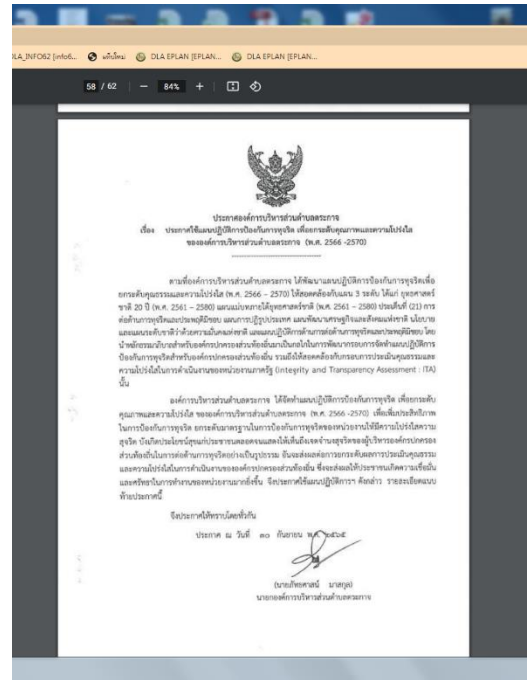 LA_INFO62 [info6...
แท็บใหม่
DLA EPLAN [EPLAN...
DLA EPLAN [EPLAN...
58 / 62
84%
ประกาศองค์การบริหารส่วนตำบลตระกาจ
เรื่อง ประกาศใช้แผนปฏิบัติการป้องกันการทุจริต เพื่อยกระดับคุณภาพและความโปร่งใส
ขององค์การบริหารส่วนตำบลตระกาจ (พ.ศ. 2566 -2570)
ตามที่องค์การบริหารส่วนตำบลตระกาจ ได้พัฒนาแผนปฏิบัติการป้องกันการทุจริตเพื่อ
ยกระดับคุณธรรมและความโปร่งใส (พ.ศ. 2566 – 2570) ให้สอดคล้องกับแผน 3 ระดับ ได้แก่ ยุทธศาสตร์
ชาติ 20 ปี (พ.ศ. 2561 – 2580) แผนแม่บทภายใต้ยุทธศาสตร์ชาติ (พ.ศ. 2561 – 2580) ประเด็นที่ (21) การ
ต่อต้านการทุจริตและประพฤติมิชอบ แผนการปฏิรูปประเทศ แผนพัฒนาเศรษฐกิจและสังคมแห่งชาติ นโยบาย
และแผนระดับชาติว่าด้วยความมั่นคงแห่งชาติ และแผนปฏิบัติการด้านการต่อต้านการทุจริตและประพฤติมิชอบ โดย
นำหลักธรรมาภิบาลสำหรับองค์กรปกครองส่วนท้องถิ่นมาเป็นกลไกในการพัฒนากรอบการจัดทำแผนปฏิบัติการ
ป้องกันการทุจริตสำหรับองค์กรปกครองส่วนท้องถิ่น รวมถึงให้สอดคล้องกับกรอบการประเมินคุณธรรมและ
ความโปร่งใสในการดำเนินงานของหน่วยงานภาครัฐ (Integrity and Transparency Assessment : ITA)
นั้น
องค์การบริหารส่วนตำบลตระกาจ ได้จัดทำแผนปฏิบัติการป้องกันการทุจริต เพื่อยกระดับ
คุณภาพและความโปร่งใส ขององค์การบริหารส่วนตำบลตระกาจ (พ.ศ. 2566 -2570) เพื่อเพิ่มประสิทธิภาพ
ในการป้องกันการทุจริต ยกระดับมาตรฐานในการป้องกันการทุจริตของหน่วยงานให้มีความโปร่งใสความ
สุจริต บังเกิดประโยชน์สุขแก่ประชาชนตลอดจนแสดงให้เห็นถึงเจตจำนงสุจริตของผู้บริหารองค์กรปกครอง
ส่วนท้องถิ่นในการต่อต้านการทุจริตอย่างเป็นรูปธรรม อันจะส่งผลต่อการยกระดับผลการประเมินคุณธรรม
และความโปร่งใสในการดำเนินงานขององค์กรปกครองส่วนท้องถิ่น ซึ่งจะส่งผลให้ประชาชนเกิดความเชื่อมั่น
และศรัทธาในการทำงานของหน่วยงานมากยิ่งขึ้น จึงประกาศใช้แผนปฏิบัติการฯ ดังกล่าว รายละเอียดแนบ
ท้ายประกาศนี้
จึงประกาศให้ทราบโดยทั่วกัน
ประกาศ ณ วันที่ ๓๐ กันยายน พ.ศ. ๒๕๖๕
(นายภัทรศาสน์ มาสกุล)
นายกองค์การบริหารส่วนตำบลตระกาจ